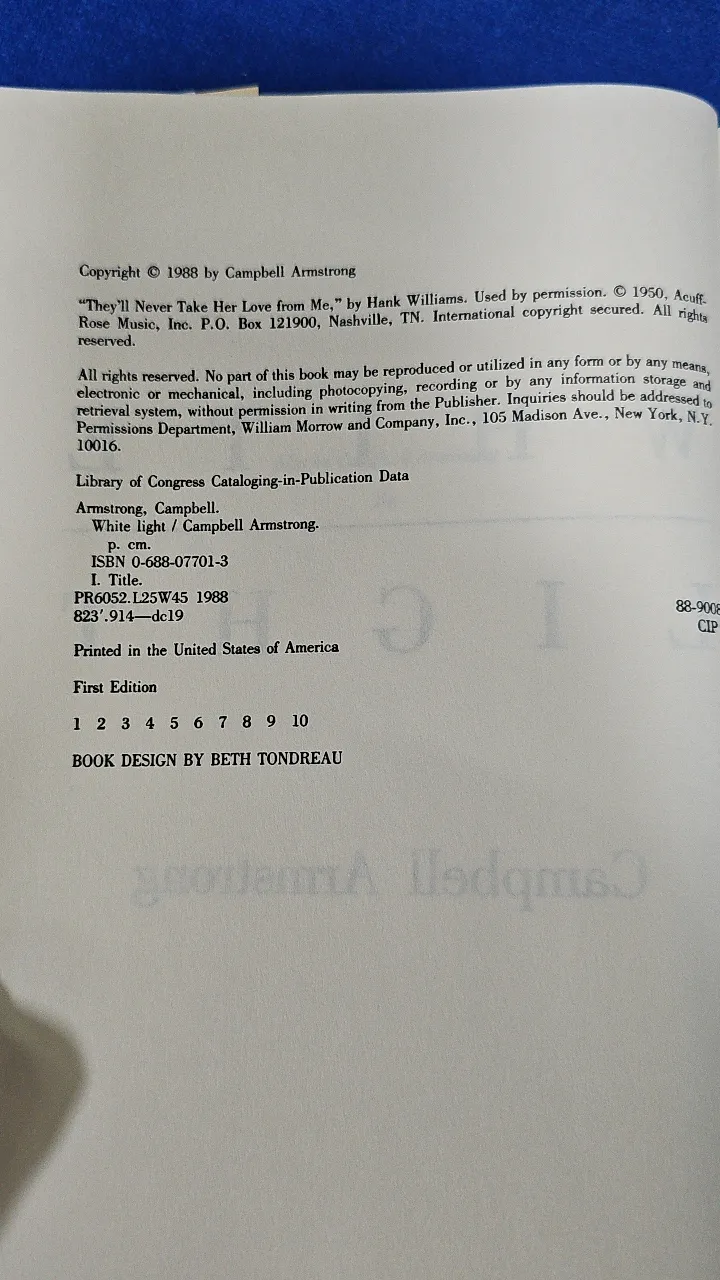 Copyright © 1988 by Campbell Armstrong
“They’ll Never Take Her Love from Me,” by Hank Williams. Used by permission. © 1950, Acuff-
Rose Music, Inc. P.O. Box 121900, Nashville, TN. International copyright secured. All rights
reserved.
All rights reserved. No part of this book may be reproduced or utilized in any form or by any means,
electronic or mechanical, including photocopying, recording or by any information storage and
retrieval system, without permission in writing from the Publisher. Inquiries should be addressed to
Permissions Department, William Morrow and Company, Inc., 105 Madison Ave., New York, N.Y.
10016.
Library of Congress Cataloging-in-Publication Data
Armstrong, Campbell.
White light / Campbell Armstrong.
p. cm.
ISBN 0-688-07701-3
I. Title.
PR6052.L25W45 1988
823’.914—dc19
88-9008
CIP
Printed in the United States of America
First Edition
1 2 3 4 5 6 7 8 9 10
BOOK DESIGN BY BETH TONDREAU
Campbell Armstrong